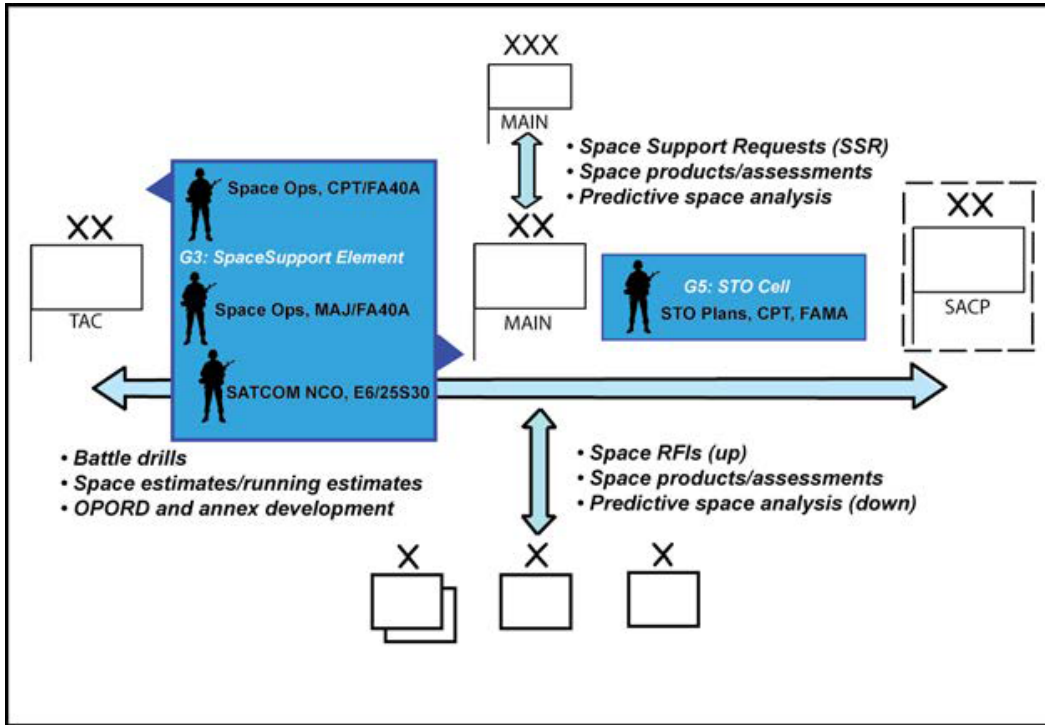 XXX
MAIN
• Space Support Requests (SSR)
• Space products/assessments
• Predictive space analysis
XX
TAC
Space Ops, CPT/FA40A
G3: SpaceSupport Element
Space Ops, MAJ/FA40A
SATCOM NCO, E6/25S30
XX
MAIN
G5: STO Cell
STO Plans, CPT, FAMA
XX
SACP
• Battle drills
• Space estimates/running estimates
• OPORD and annex development
• Space RFIs (up)
• Space products/assessments
• Predictive space analysis (down)
X
X
X